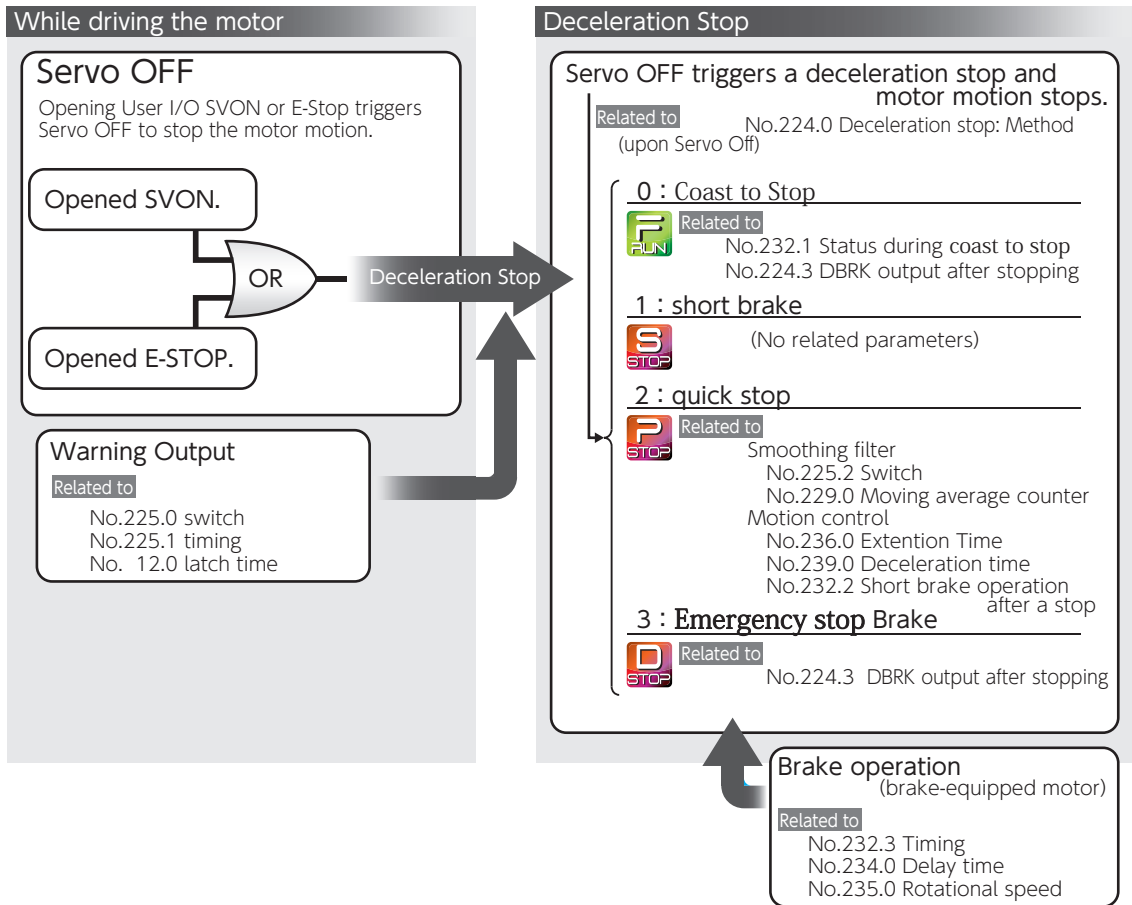 While driving the motor
Servo OFF
Opening User I/O SVON or E-Stop triggers
Servo OFF to stop the motor motion.
Opened SVON.
OR
Opened E-STOP.
Deceleration Stop
Warning Output
Related to
No.225.0 switch
No.225.1 timing
No. 12.0 latch time
Deceleration Stop
Servo OFF triggers a deceleration stop and
motor motion stops.
Related to
No.224.0 Deceleration stop: Method
(upon Servo Off)
0 : Coast to Stop
F RUN
Related to
No.232.1 Status during coast to stop
No.224.3 DBRK output after stopping
1 : short brake
S STOP
(No related parameters)
2 : quick stop
P STOP
Related to
Smoothing filter
No.225.2 Switch
No.229.0 Moving average counter
Motion control
No.236.0 Extention Time
No.239.0 Deceleration time
No.232.2 Short brake operation
after a stop
3 : Emergency stop Brake
D STOP
Related to
No.224.3 DBRK output after stopping
Brake operation
(brake-equipped motor)
Related to
No.232.3 Timing
No.234.0 Delay time
No.235.0 Rotational speed